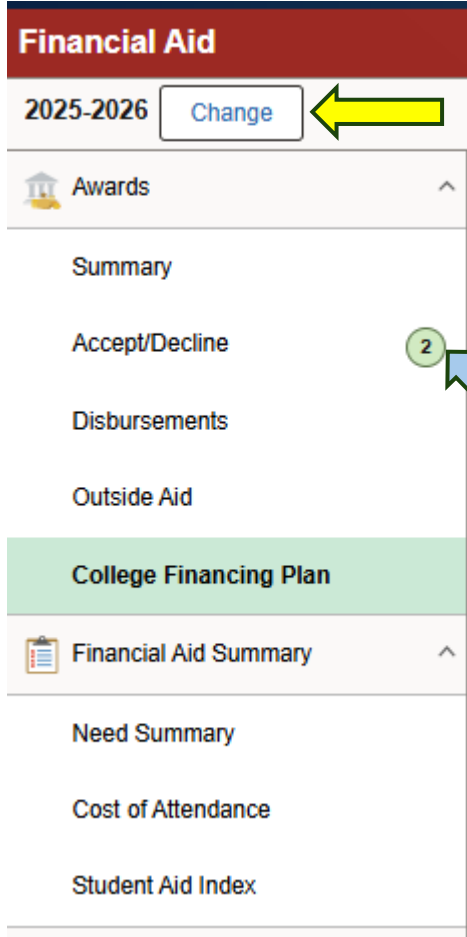 Financial Aid
2025-2026 Change
Awards
Summary
Accept/Decline 2
Disbursements
Outside Aid
College Financing Plan
Financial Aid Summary
Need Summary
Cost of Attendance
Student Aid Index